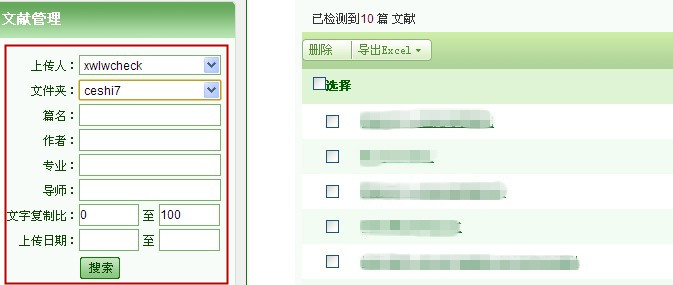 文献管理
上传人：xwlwcheck
文件夹：ceshi7
篇名：
作者：
专业：
导师：
文字复制比：0 至 100
上传日期： 至
搜索
已检测到10 篇 文献
删除 导出Excel
选择